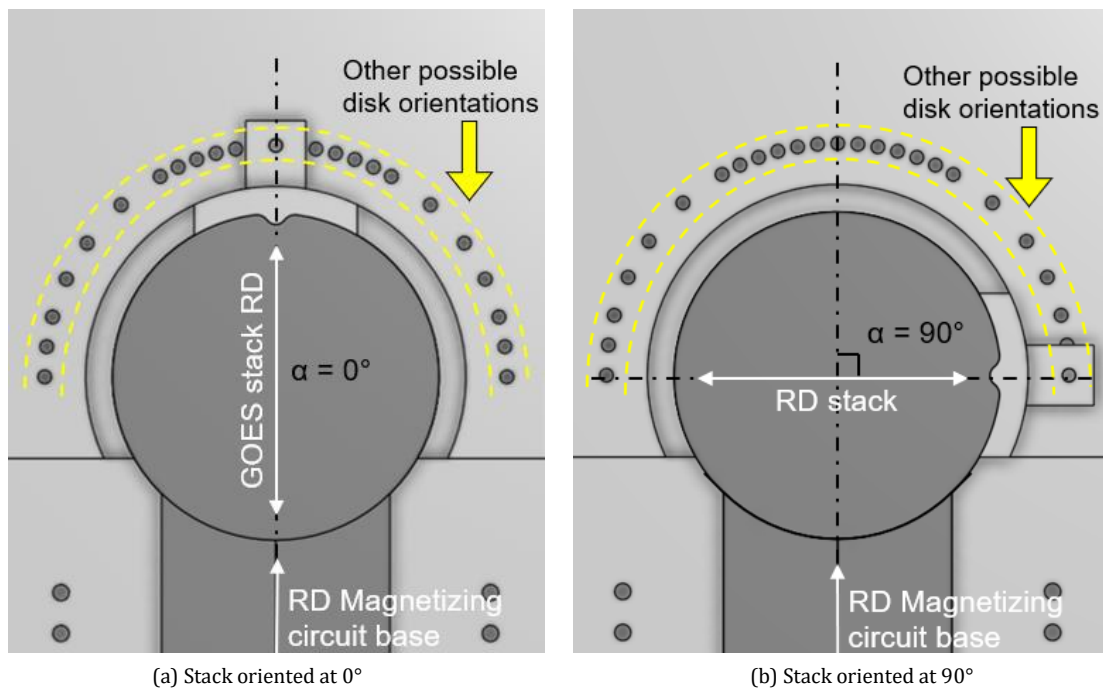 Other possible
disk orientations
GOES stack RD
α = 0°
RD Magnetizing
circuit base
(a) Stack oriented at 0°
Other possible
disk orientations
α = 90°
RD stack
RD Magnetizing
circuit base
(b) Stack oriented at 90°